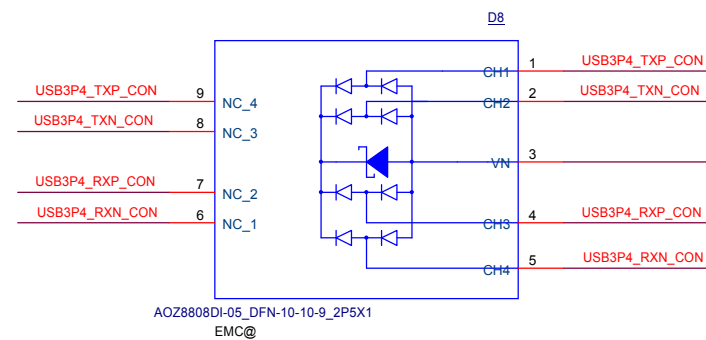 D8
USB3P4_TXP_CON 9 NC_4 CH1 1 USB3P4_TXP_CON
USB3P4_TXN_CON 8 NC_3 CH2 2 USB3P4_TXN_CON
VN 3
USB3P4_RXP_CON 7 NC_2 CH3 4 USB3P4_RXP_CON
USB3P4_RXN_CON 6 NC_1 CH4 5 USB3P4_RXN_CON
AOZ8808DI-05_DFN-10-10-9_2P5X1
EMC@